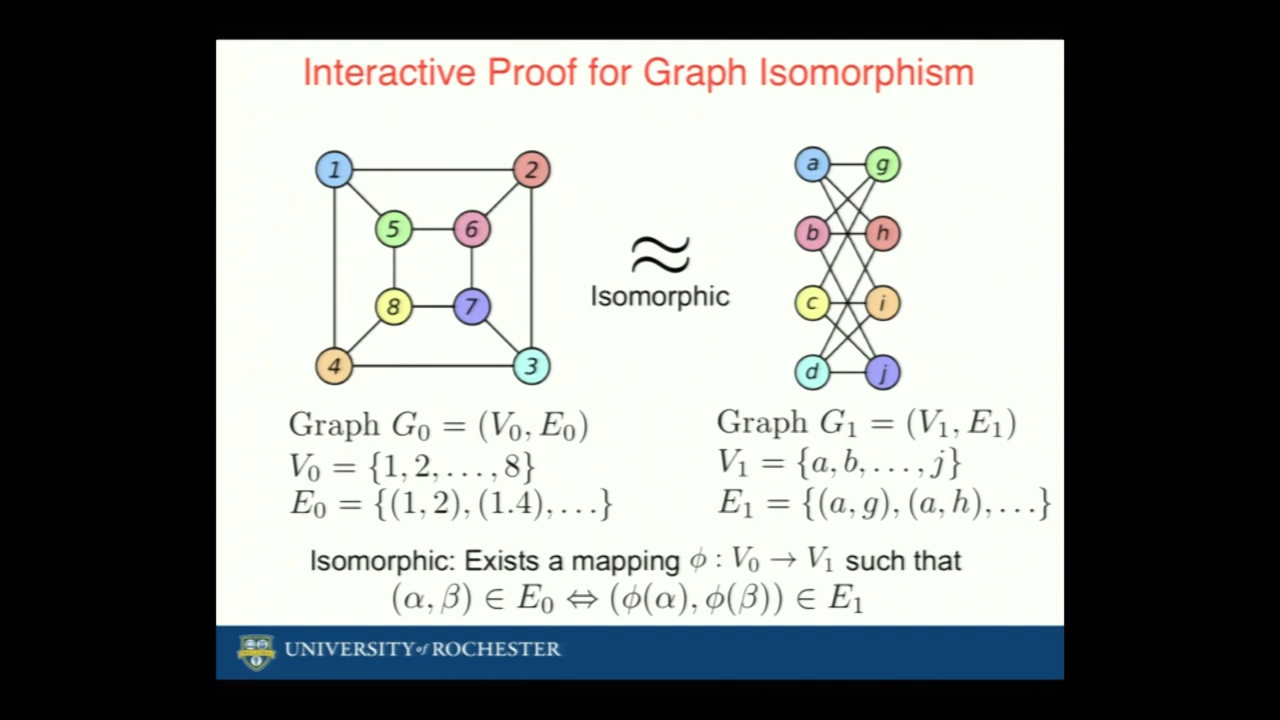 Interactive Proof for Graph Isomorphism
1 2
5 6
8 7
4 3
≈
Isomorphic
a g
b h
c i
d j
Graph G₀ = (V₀, E₀)
V₀ = {1, 2, . . . , 8}
E₀ = {(1, 2), (1.4), . . .}
Graph G₁ = (V₁, E₁)
V₁ = {a, b, . . . , j}
E₁ = {(a, g), (a, h), . . .}
Isomorphic: Exists a mapping ϕ : V₀ → V₁ such that
(α, β) ∈ E₀ ⇔ (ϕ(α), ϕ(β)) ∈ E₁
UNIVERSITY of ROCHESTER